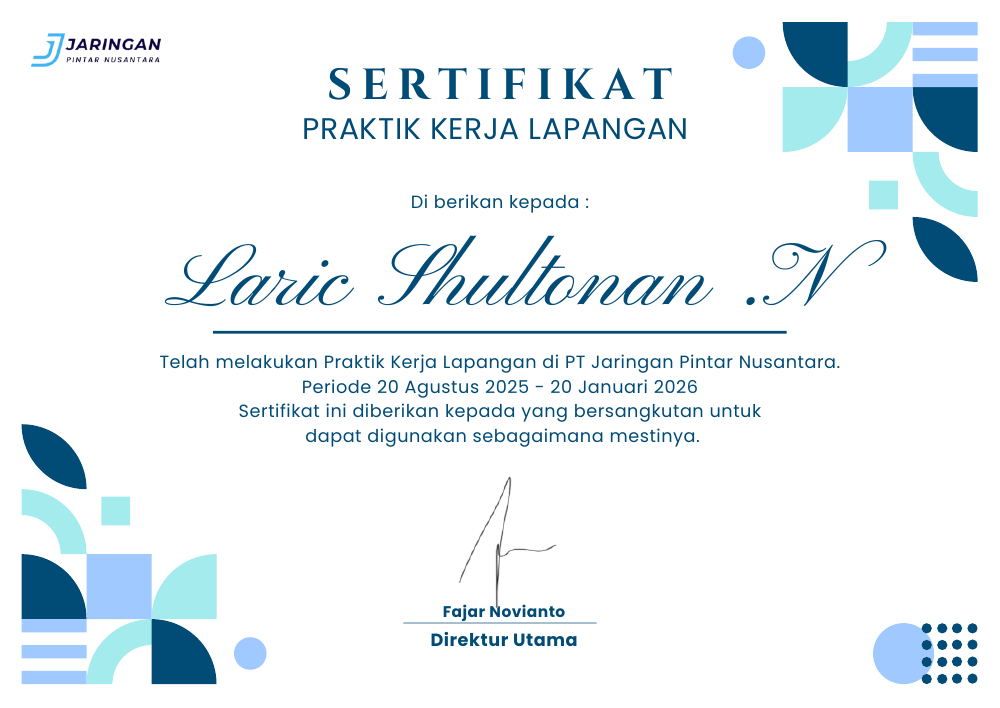 JARINGAN
PINTAR NUSANTARA
SERTIFIKAT
PRAKTIK KERJA LAPANGAN
Di berikan kepada :
Laric Shultonan .N
Telah melakukan Praktik Kerja Lapangan di PT Jaringan Pintar Nusantara.
Periode 20 Agustus 2025 - 20 Januari 2026
Sertifikat ini diberikan kepada yang bersangkutan untuk
dapat digunakan sebagaimana mestinya.
Fajar Novianto
Direktur Utama